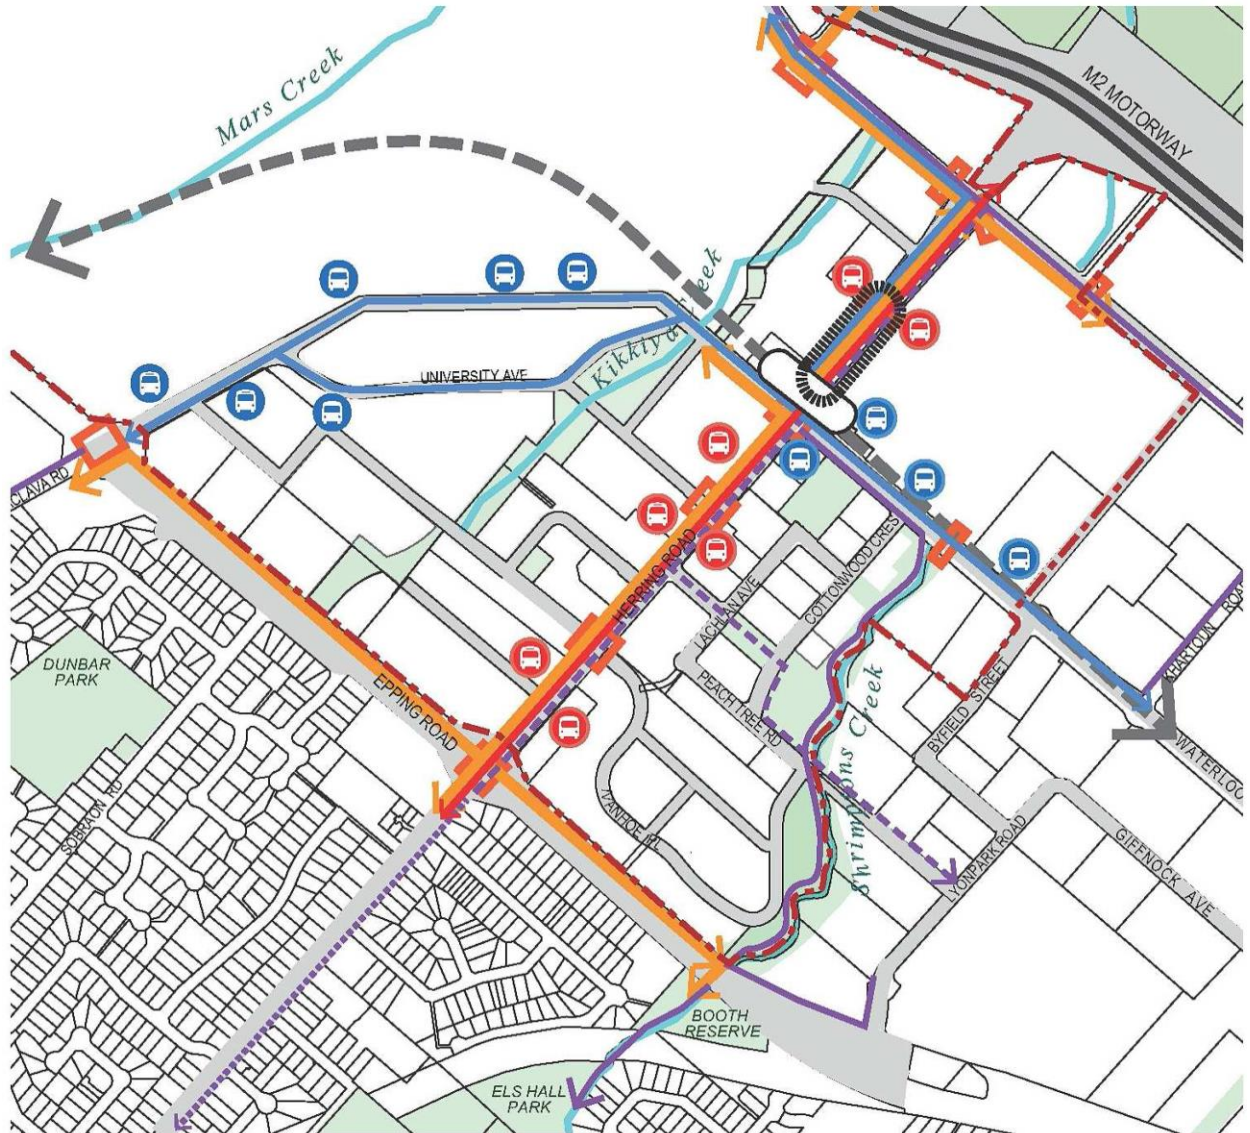 Mars Creek
M2 MOTORWAY
Kikkiya Creek
UNIVERSITY AVE
CLAVA RD
HERRING ROAD
LACHLAN AVE
COTTONWOOD CRES
DUNBAR
PARK
EPPING ROAD
PEACH TREE RD
Shrimptons Creek
BYFIELD STREET
WATERLOO
SOBRAON RD
IVANHOE PL
LYONPARK ROAD
GIFFNOCK AVE
BOOTH
RESERVE
ELS HALL
PARK